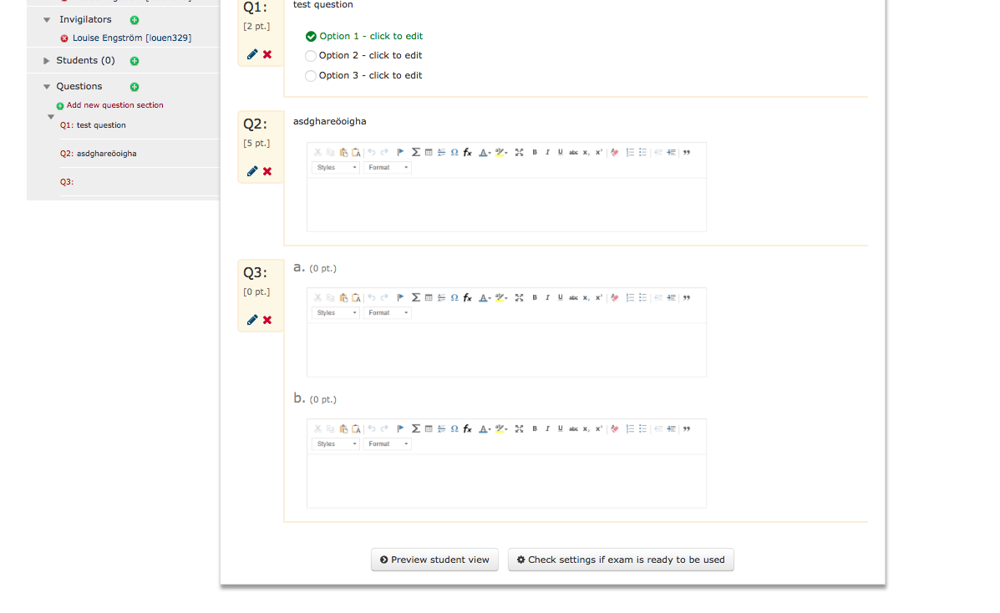 Invigilators
Louise Engström [louen329]
Students (0)
Questions
Add new question section
Q1: test question
Q2: asdghareöoigha
Q3:
Q1:
[2 pt.]
test question
Option 1 - click to edit
Option 2 - click to edit
Option 3 - click to edit
Q2:
[5 pt.]
asdghareöoigha
Styles
Format
Q3:
[0 pt.]
a. (0 pt.)
Styles
Format
b. (0 pt.)
Styles
Format
Preview student view
Check settings if exam is ready to be used